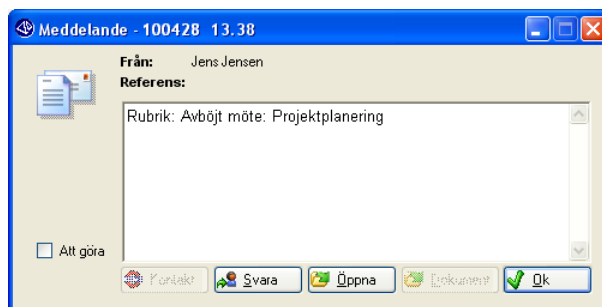 Meddelande - 100428 13.38
Från: Jens Jensen
Referens:
Rubrik: Avböjt möte: Projektplanering
Att göra
Kontakt Svara Öppna Dokument Ok